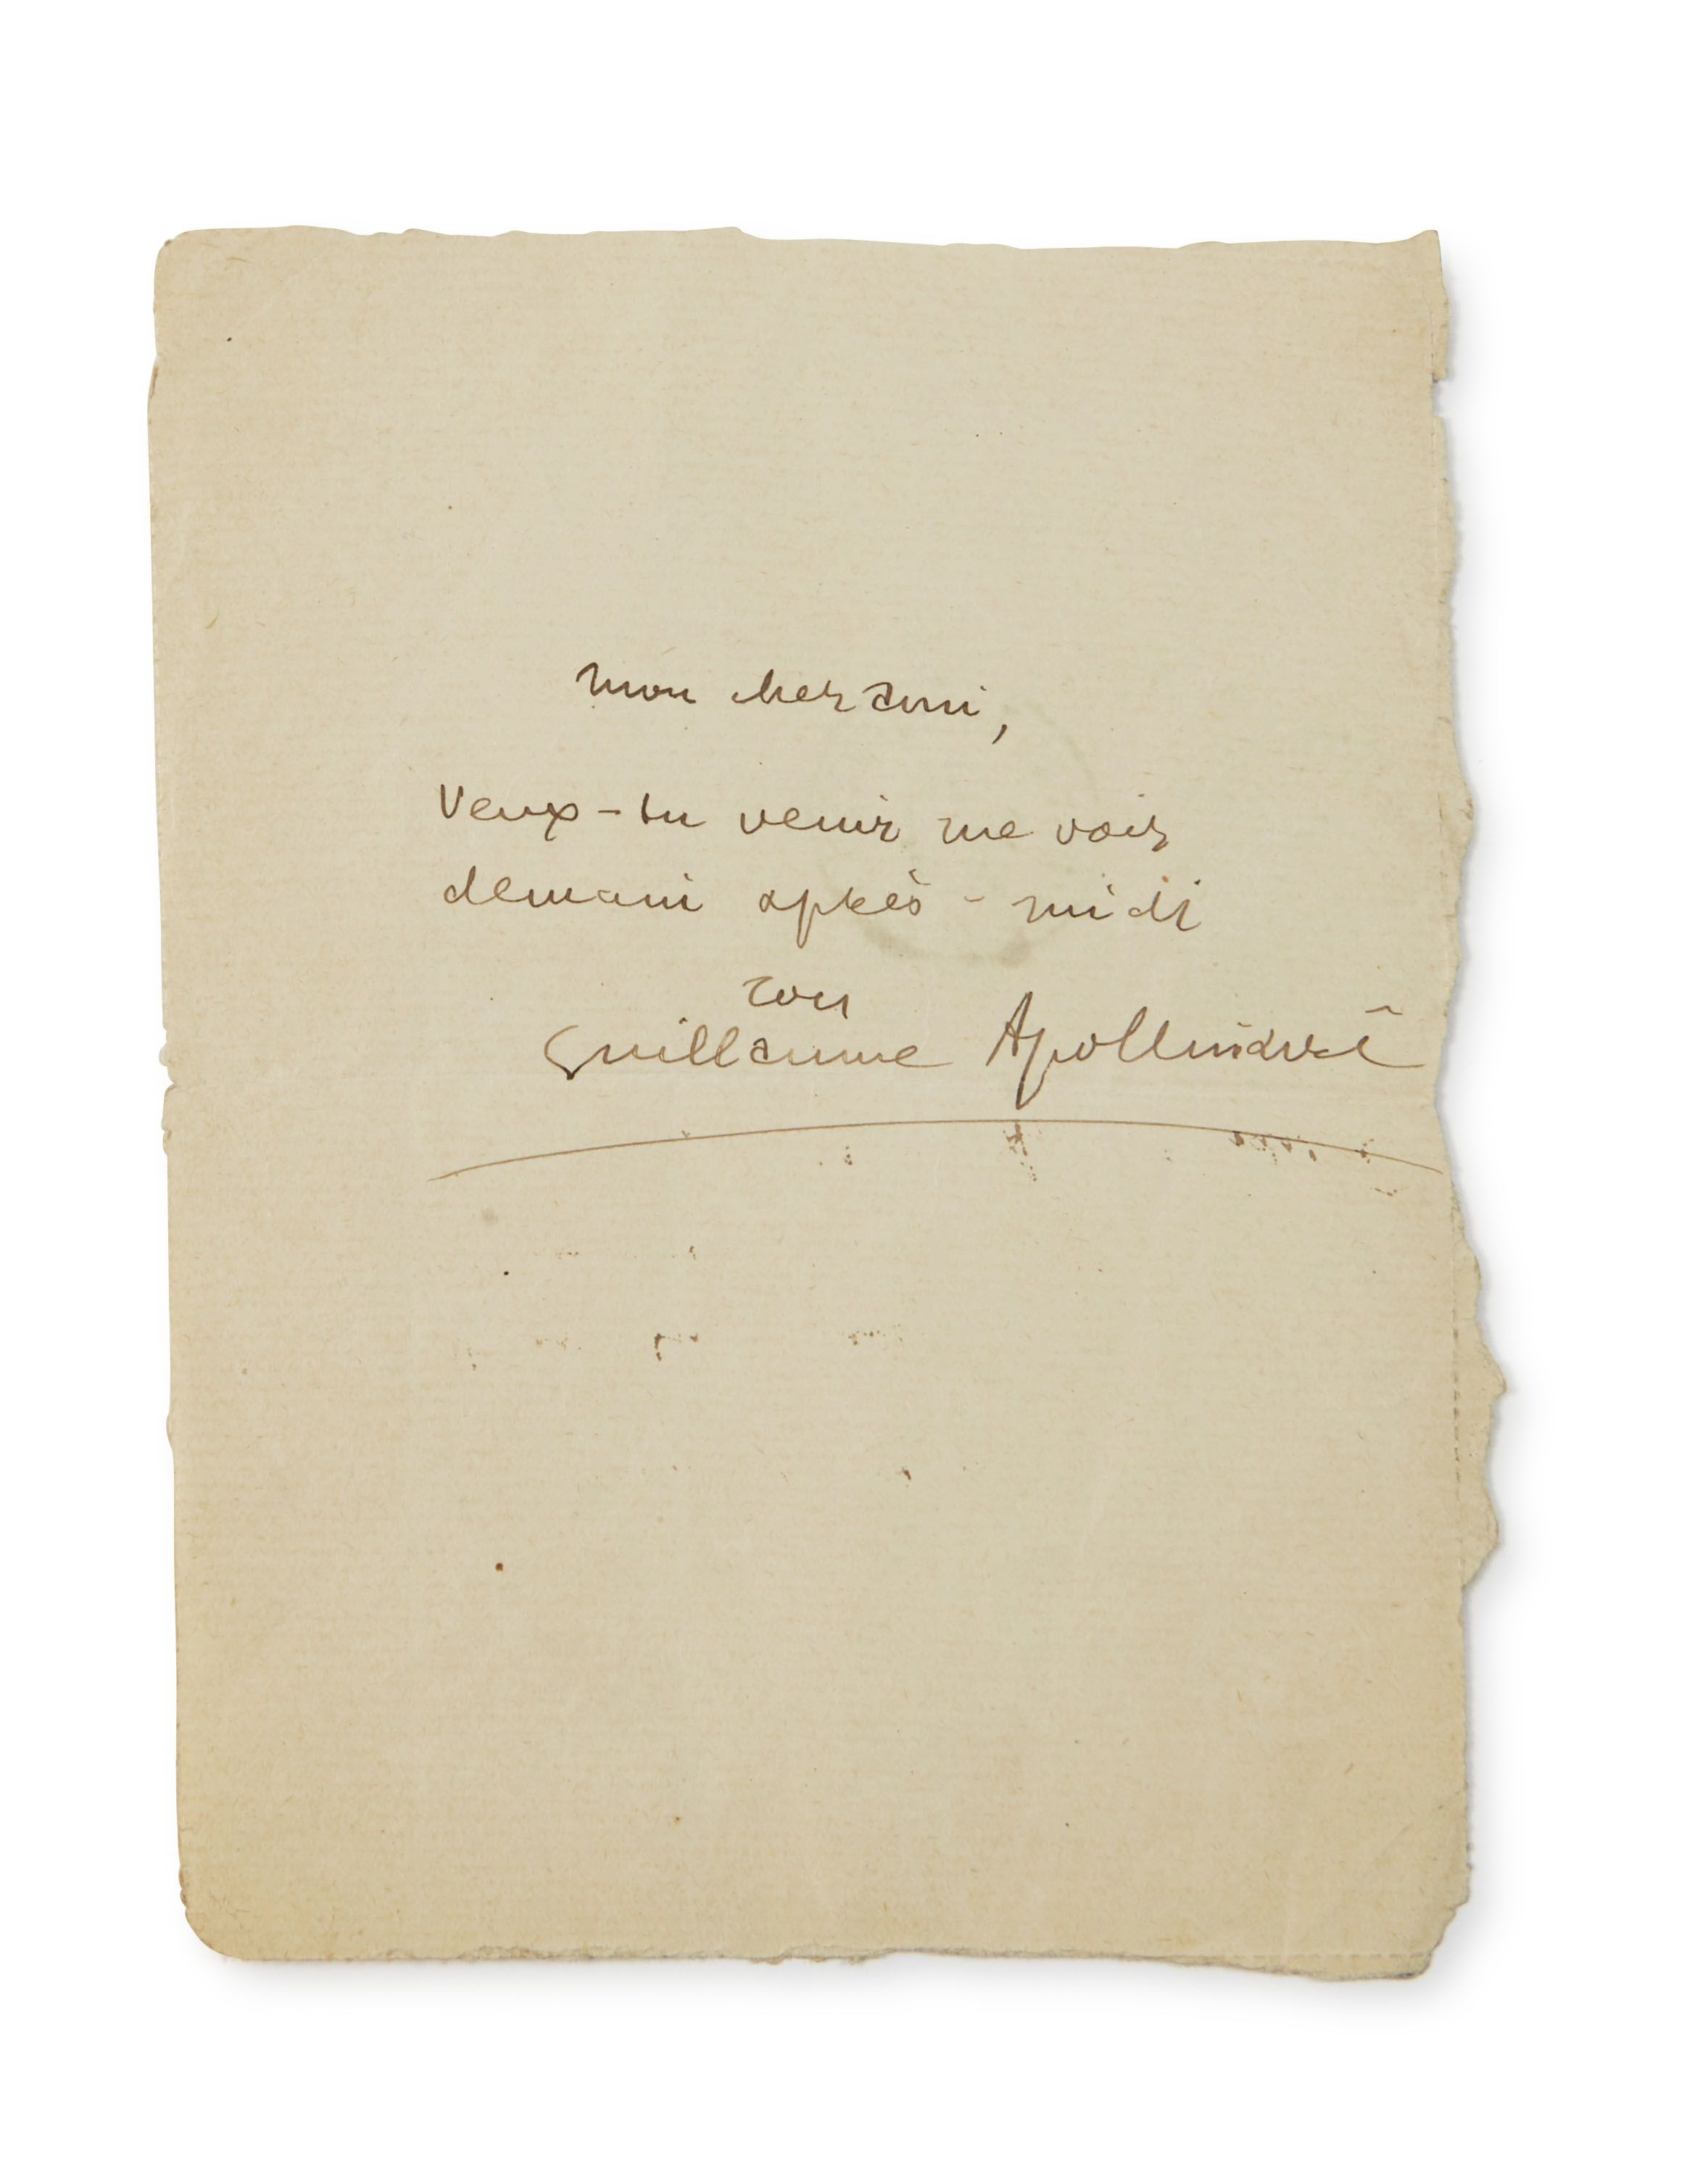 mon cher ami,
Veux-tu venir me voir
demain après-midi
ton
Guillaume Apollinaire